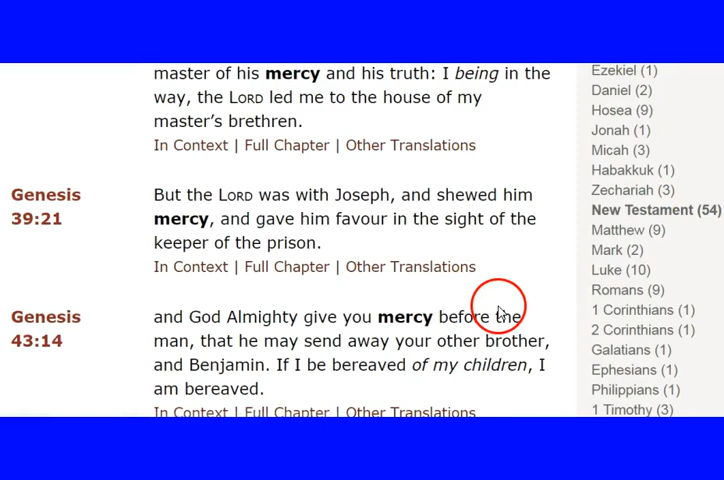 master of his mercy and his truth: I being in the
way, the LORD led me to the house of my
master's brethren.
In Context | Full Chapter | Other Translations
Genesis
39:21
But the LORD was with Joseph, and shewed him
mercy, and gave him favour in the sight of the
keeper of the prison.
In Context | Full Chapter | Other Translations
Genesis
43:14
and God Almighty give you mercy before the
man, that he may send away your other brother,
and Benjamin. If I be bereaved of my children, I
am bereaved.
In Context | Full Chapter | Other Translations
Ezekiel (1)
Daniel (2)
Hosea (9)
Jonah (1)
Micah (3)
Habakkuk (1)
Zechariah (3)
New Testament (54)
Matthew (9)
Mark (2)
Luke (10)
Romans (9)
1 Corinthians (1)
2 Corinthians (1)
Galatians (1)
Ephesians (1)
Philippians (1)
1 Timothy (3)